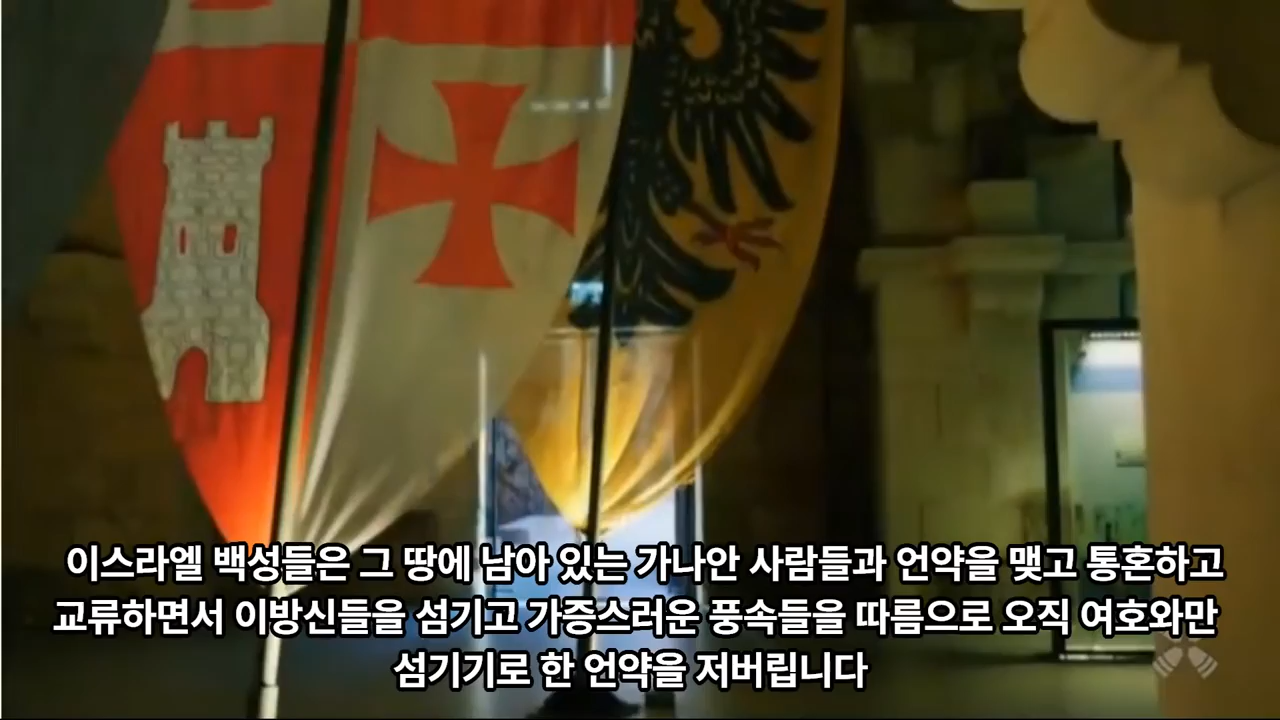 이스라엘 백성들은 그 땅에 남아 있는 가나안 사람들과 언약을 맺고 통혼하고
교류하면서 이방신들을 섬기고 가증스러운 풍속들을 따름으로 오직 여호와만
섬기기로 한 언약을 저버립니다